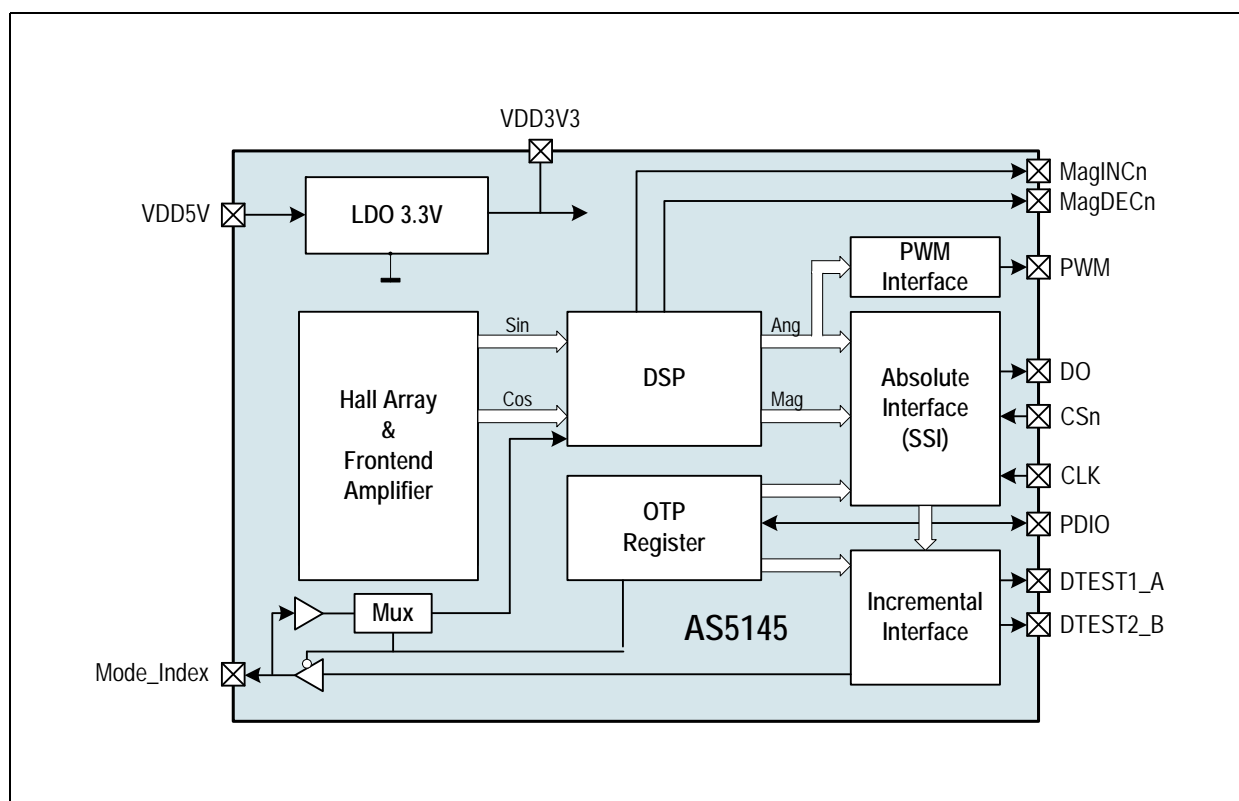 VDD3V3
VDD5V
LDO 3.3V
MagINCn
MagDECn
PWM
Interface
PWM
Hall Array
&
Frontend
Amplifier
Sin
Cos
DSP
Ang
Mag
Absolute
Interface
(SSI)
DO
CSn
CLK
OTP
Register
PDIO
Mux
AS5145
Incremental
Interface
DTEST1_A
DTEST2_B
Mode_Index